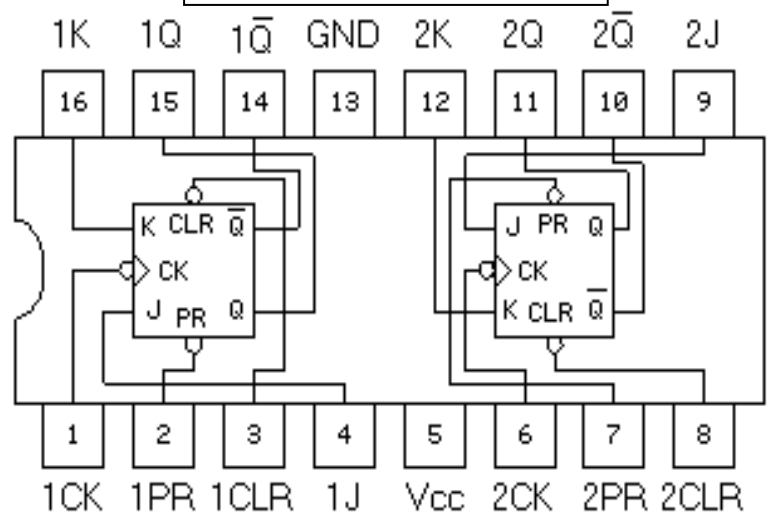 1K 1Q 1Q̅ GND 2K 2Q 2Q̅ 2J
16 15 14 13 12 11 10 9
K CLR Q̅ J PR Q
CK CK
J PR Q K CLR Q̅
1 2 3 4 5 6 7 8
1CK 1PR 1CLR 1J Vcc 2CK 2PR 2CLR